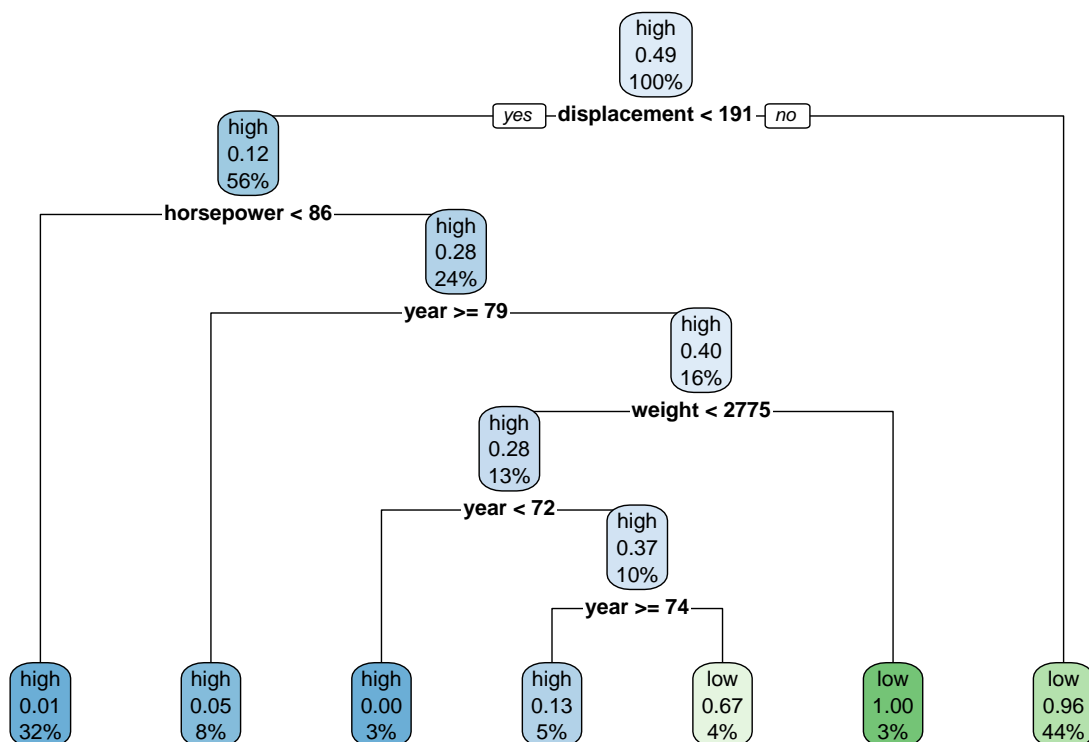 high
0.49
100%
yes displacement < 191 no
high
0.12
56%
horsepower < 86
high
0.28
24%
year >= 79
high
0.40
16%
weight < 2775
high
0.28
13%
year < 72
high
0.37
10%
year >= 74
high
0.01
32%
high
0.05
8%
high
0.00
3%
high
0.13
5%
low
0.67
4%
low
1.00
3%
low
0.96
44%